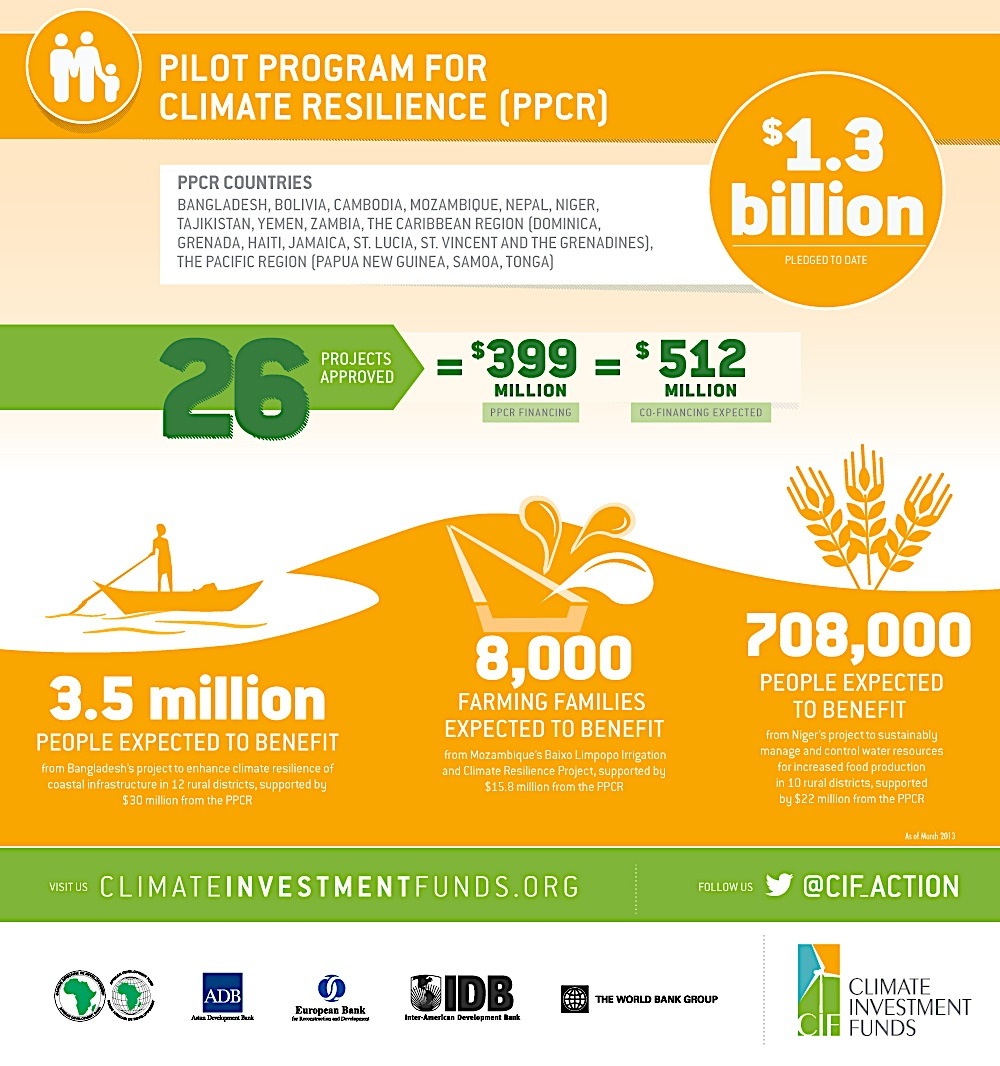 PILOT PROGRAM FOR
CLIMATE RESILIENCE (PPCR)
$1.3
billion
PLEDGED TO DATE
PPCR COUNTRIES
BANGLADESH, BOLIVIA, CAMBODIA, MOZAMBIQUE, NEPAL, NIGER,
TAJIKISTAN, YEMEN, ZAMBIA, THE CARIBBEAN REGION (DOMINICA,
GRENADA, HAITI, JAMAICA, ST. LUCIA, ST. VINCENT AND THE GRENADINES),
THE PACIFIC REGION (PAPUA NEW GUINEA, SAMOA, TONGA)
26
PROJECTS
APPROVED
= $399 = $512
MILLION MILLION
PPCR FINANCING CO-FINANCING EXPECTED
3.5 million
PEOPLE EXPECTED TO BENEFIT
from Bangladesh's project to enhance climate resilience of
coastal infrastructure in 12 rural districts, supported by
$30 million from the PPCR
8,000
FARMING FAMILIES
EXPECTED TO BENEFIT
from Mozambique's Baixo Limpopo Irrigation
and Climate Resilience Project, supported by
$15.8 million from the PPCR
708,000
PEOPLE EXPECTED
TO BENEFIT
from Niger's project to sustainably
manage and control water resources
for increased food production
in 10 rural districts, supported
by $22 million from the PPCR
As of March 2013
VISIT US CLIMATEINVESTMENTFUNDS.ORG
FOLLOW US @CIF_ACTION
ADB
Asian Development Bank
European Bank
for Reconstruction and Development
IDB
Inter-American Development Bank
THE WORLD BANK GROUP
CIF
CLIMATE
INVESTMENT
FUNDS